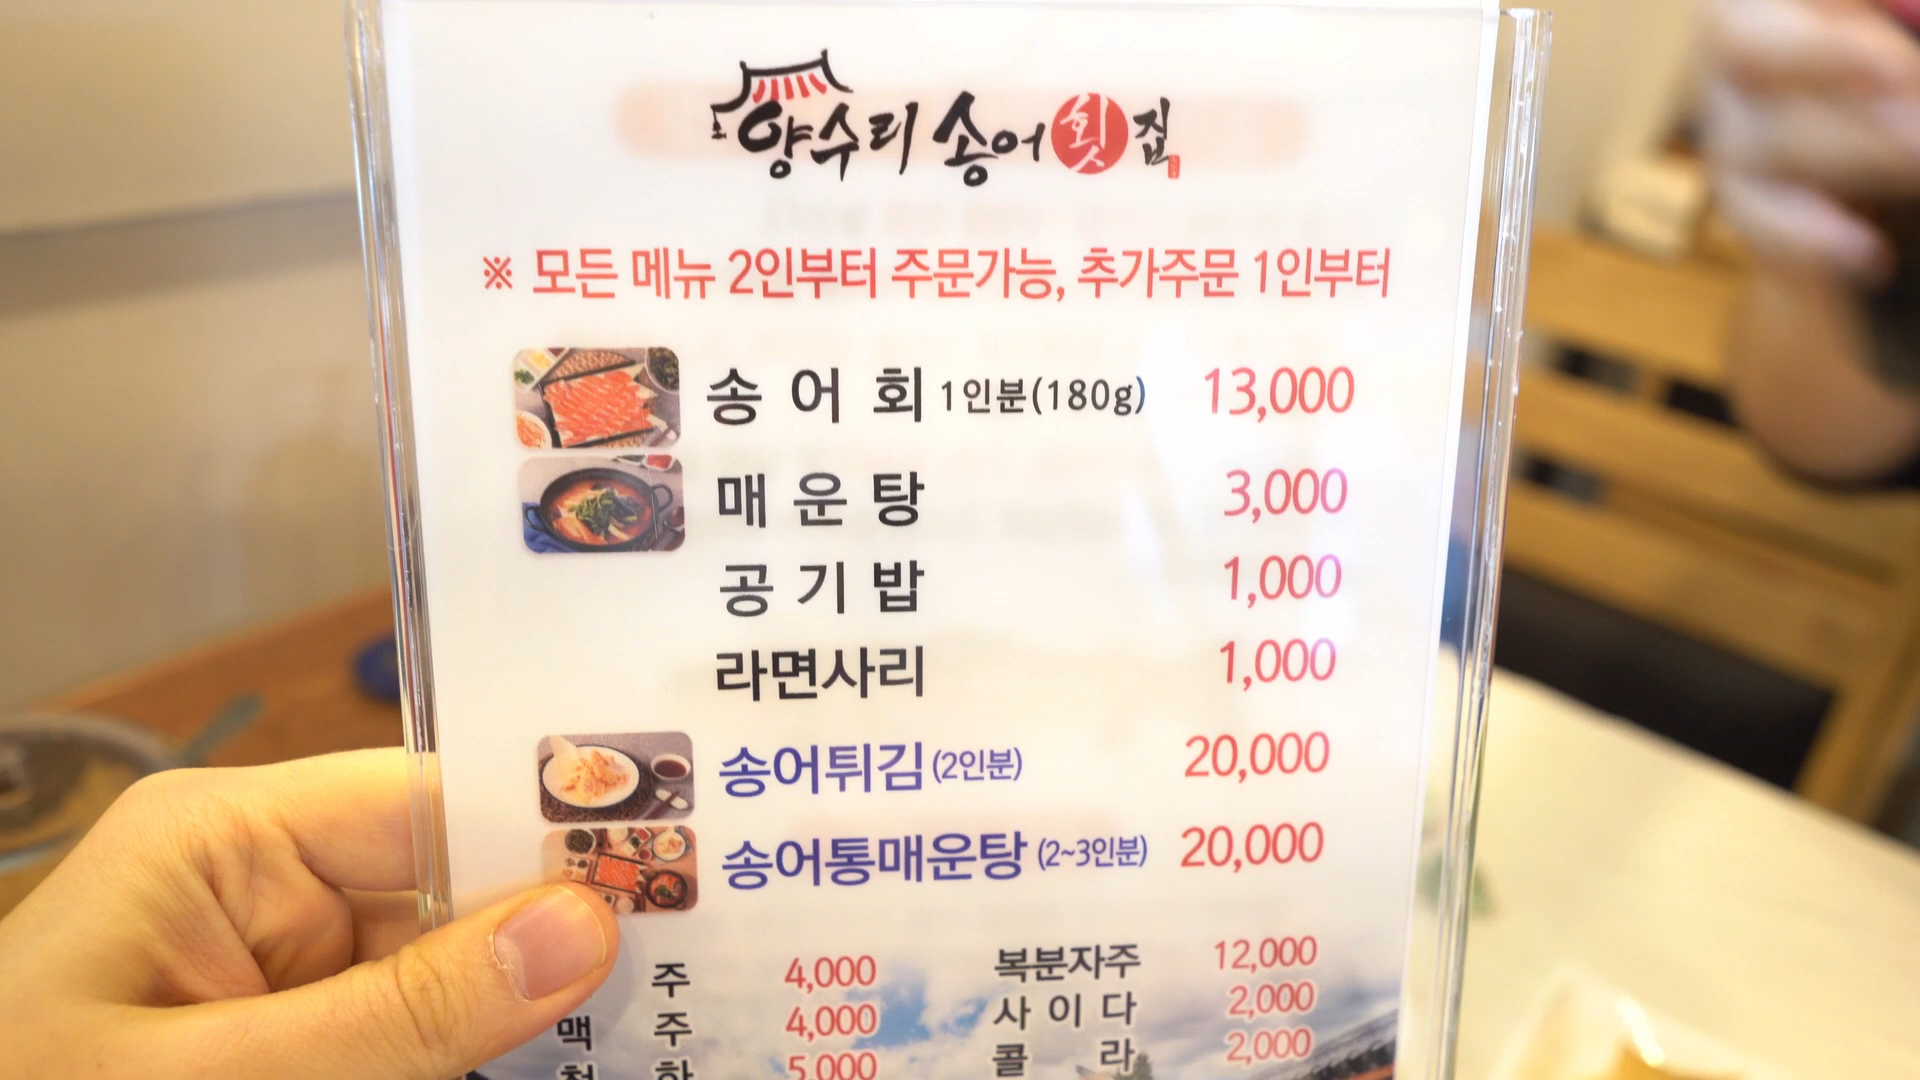 양수리 송어횟집
※ 모든 메뉴 2인부터 주문가능, 추가주문 1인부터
송 어 회 1인분(180g) 13,000
매 운 탕 3,000
공 기 밥 1,000
라면사리 1,000
송어튀김 (2인분) 20,000
송어통매운탕 (2~3인분) 20,000
주 4,000 복분자주 12,000
맥 주 4,000 사 이 다 2,000
5,000 콜 라 2,000